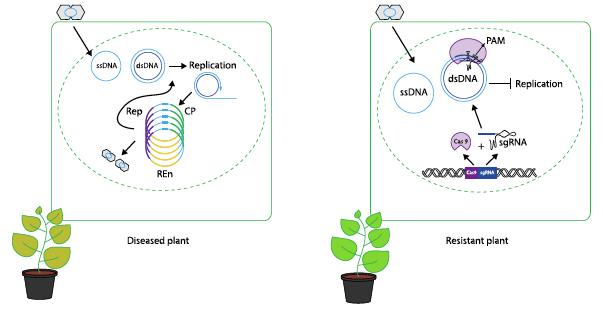 ssDNA
dsDNA
Replication
Rep
CP
REn
Diseased plant
PAM
ssDNA
dsDNA
Replication
Cas 9
+
sgRNA
Cas9 sgRNA
Resistant plant